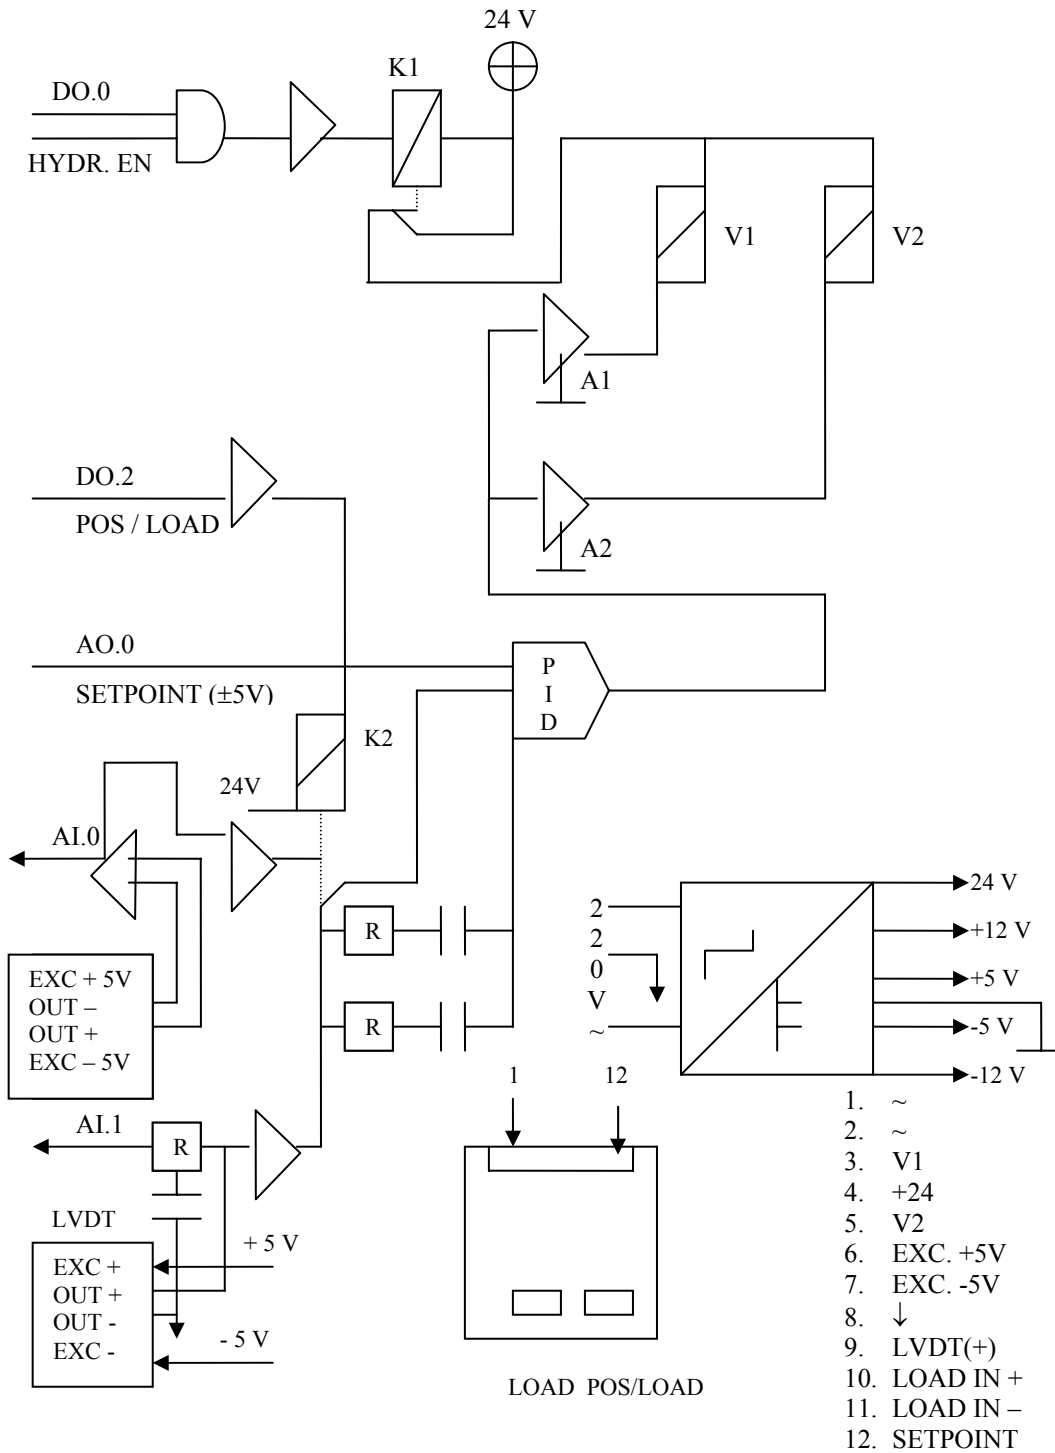 24 V
K1
DO.0
HYDR. EN
V1
V2
A1
DO.2
POS / LOAD
A2
AO.0
SETPOINT (±5V)
P
I
D
K2
24V
AI.0
R
2
2
0
V
~
24 V
+12 V
+5 V
-5 V
-12 V
EXC + 5V
OUT –
OUT +
EXC – 5V
R
1
12
AI.1
R
LVDT
+ 5 V
EXC +
OUT +
OUT -
EXC -
- 5 V
LOAD POS/LOAD
1. ~
2. ~
3. V1
4. +24
5. V2
6. EXC. +5V
7. EXC. -5V
8. ↓
9. LVDT(+)
10. LOAD IN +
11. LOAD IN –
12. SETPOINT